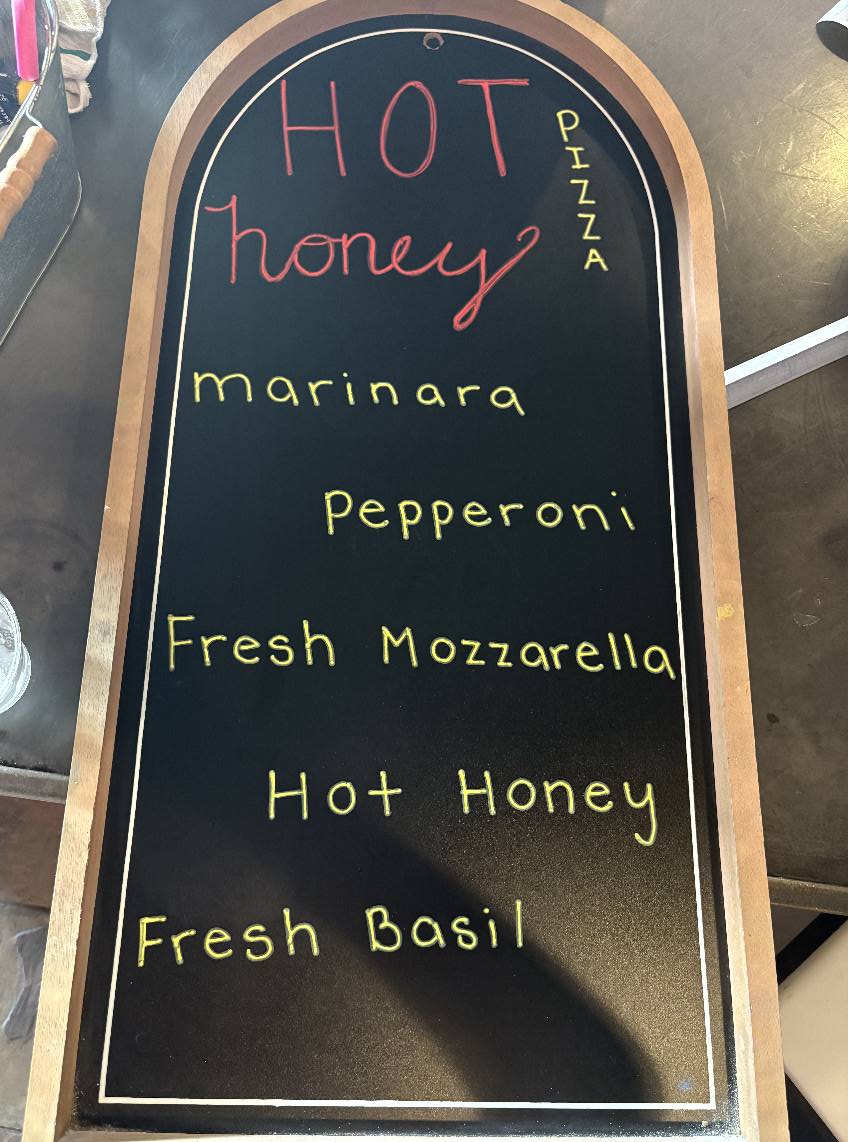 HOT
PIZZA
honey
marinara
Pepperoni
Fresh Mozzarella
Hot Honey
Fresh Basil